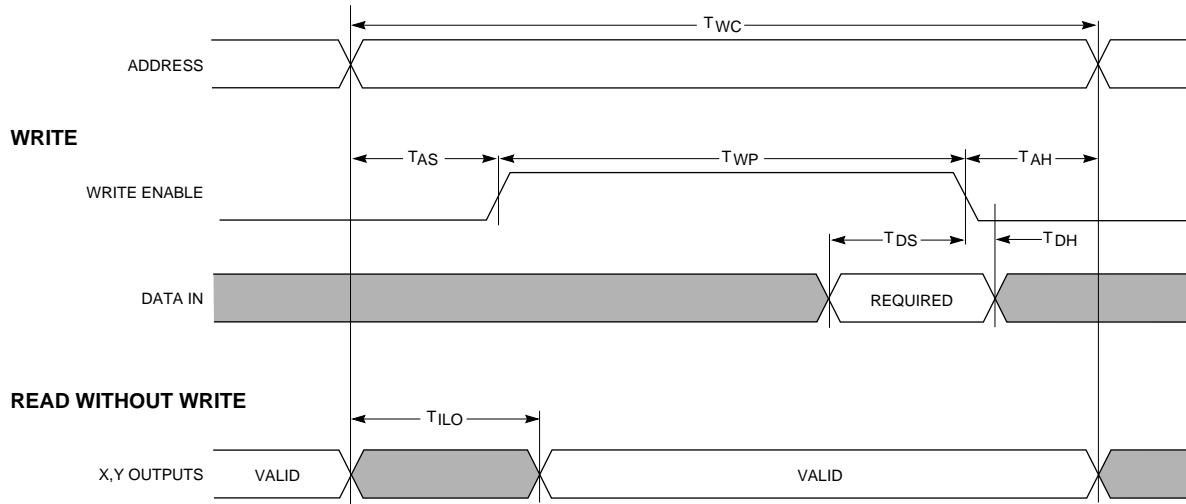 TWC
ADDRESS
WRITE
TAS
TWP
TAH
WRITE ENABLE
TDS
TDH
DATA IN
REQUIRED
READ WITHOUT WRITE
TILO
X,Y OUTPUTS
VALID
VALID